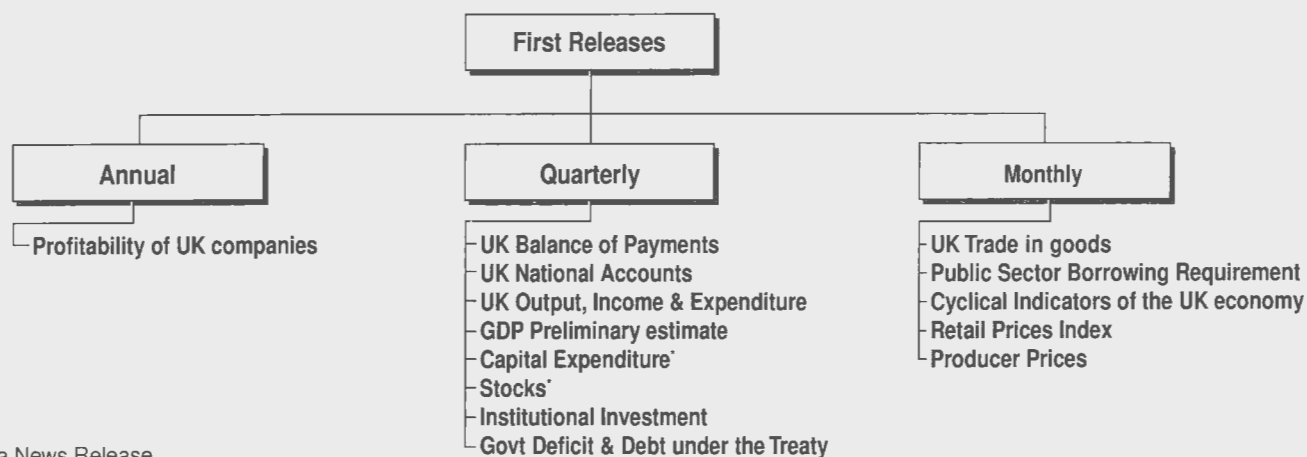 First Releases
Annual
Profitability of UK companies
Quarterly
UK Balance of Payments
UK National Accounts
UK Output, Income & Expenditure
GDP Preliminary estimate
Capital Expenditure*
Stocks*
Institutional Investment
Govt Deficit & Debt under the Treaty
Monthly
UK Trade in goods
Public Sector Borrowing Requirement
Cyclical Indicators of the UK economy
Retail Prices Index
Producer Prices
a News Release